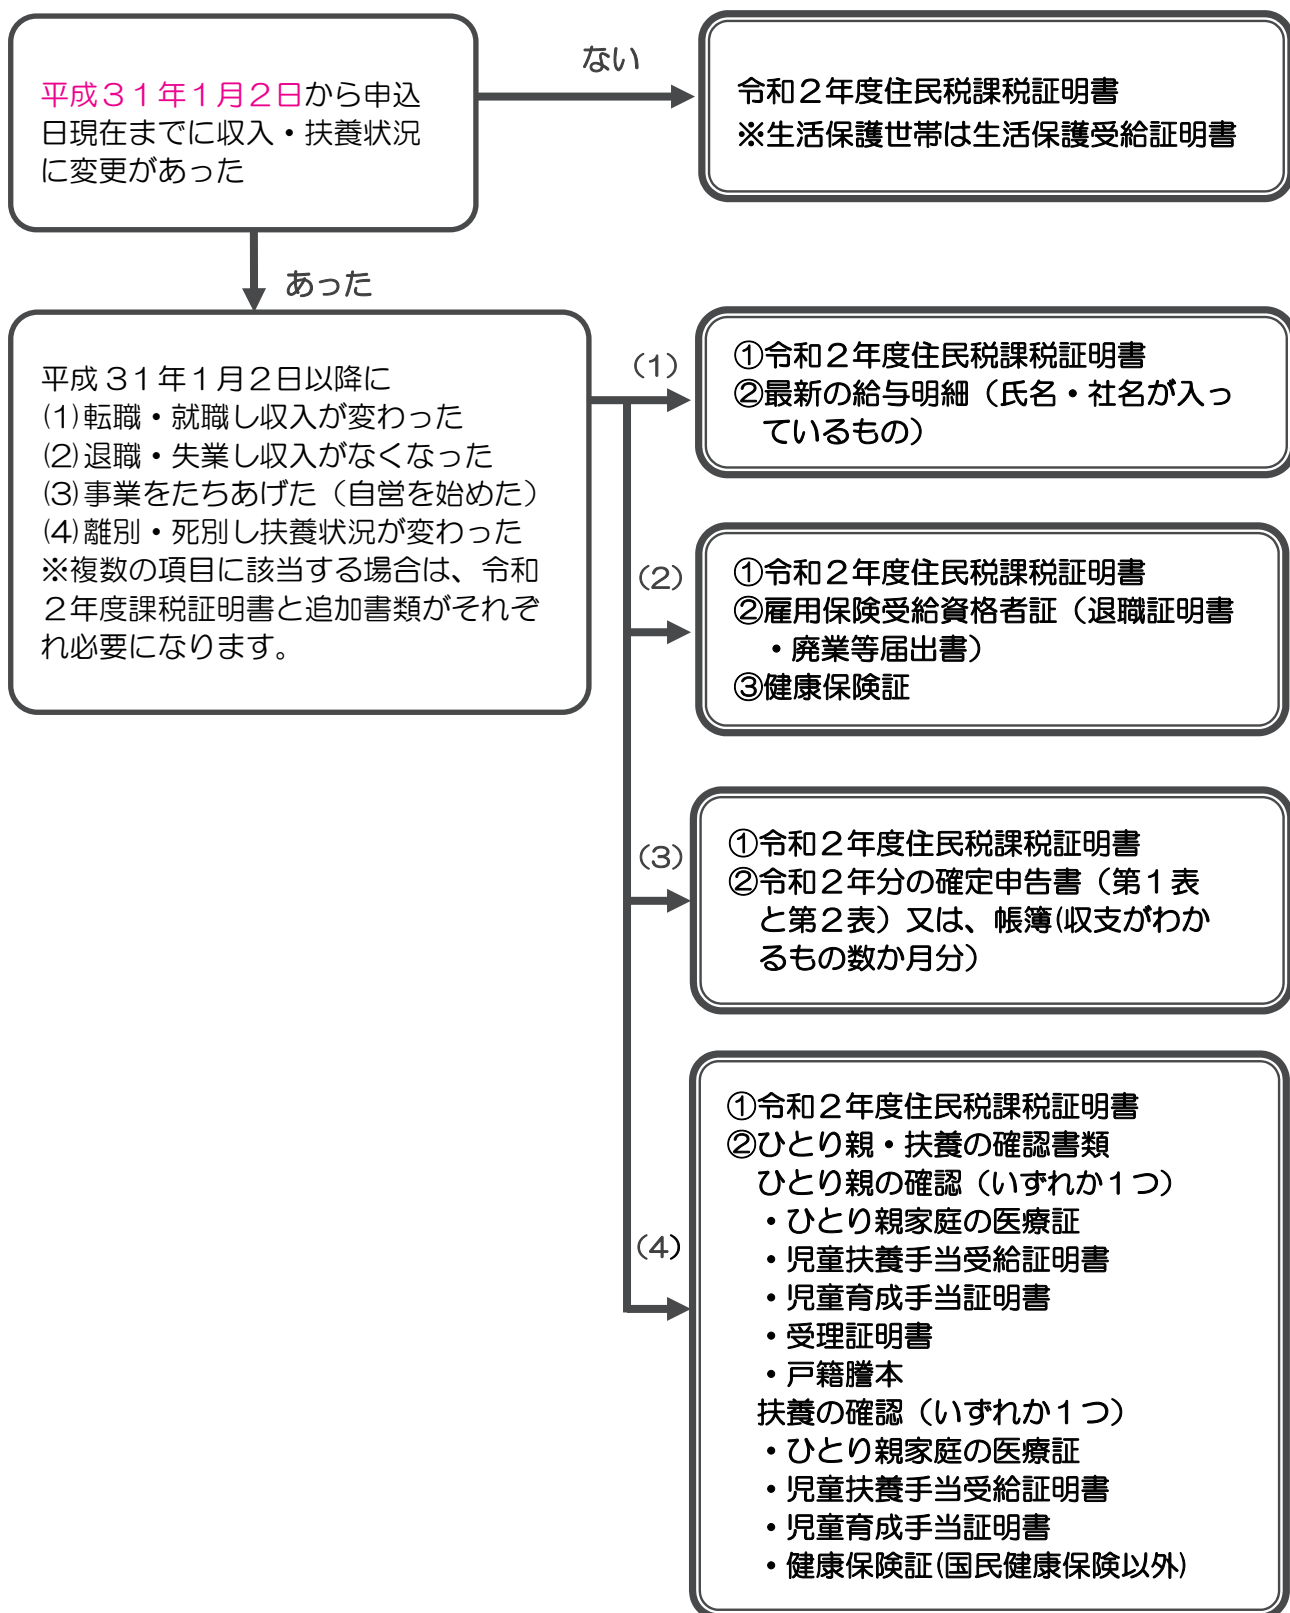 平成３１年１月２日から申込
日現在までに収入・扶養状況
に変更があった
ない
令和２年度住民税課税証明書
※生活保護世帯は生活保護受給証明書
あった
平成３１年１月２日以降に
(1)転職・就職し収入が変わった
(2)退職・失業し収入がなくなった
(3)事業をたちあげた（自営を始めた）
(4)離別・死別し扶養状況が変わった
※複数の項目に該当する場合は、令和
２年度課税証明書と追加書類がそれぞ
れ必要になります。
(1)
①令和２年度住民税課税証明書
②最新の給与明細（氏名・社名が入っ
ているもの）
(2)
①令和２年度住民税課税証明書
②雇用保険受給資格者証（退職証明書
・廃業等届出書）
③健康保険証
(3)
①令和２年度住民税課税証明書
②令和２年分の確定申告書（第１表
と第２表）又は、帳簿(収支がわか
るもの数か月分）
(4)
①令和２年度住民税課税証明書
②ひとり親・扶養の確認書類
ひとり親の確認（いずれか１つ）
・ひとり親家庭の医療証
・児童扶養手当受給証明書
・児童育成手当証明書
・受理証明書
・戸籍謄本
扶養の確認（いずれか１つ）
・ひとり親家庭の医療証
・児童扶養手当受給証明書
・児童育成手当証明書
・健康保険証(国民健康保険以外)